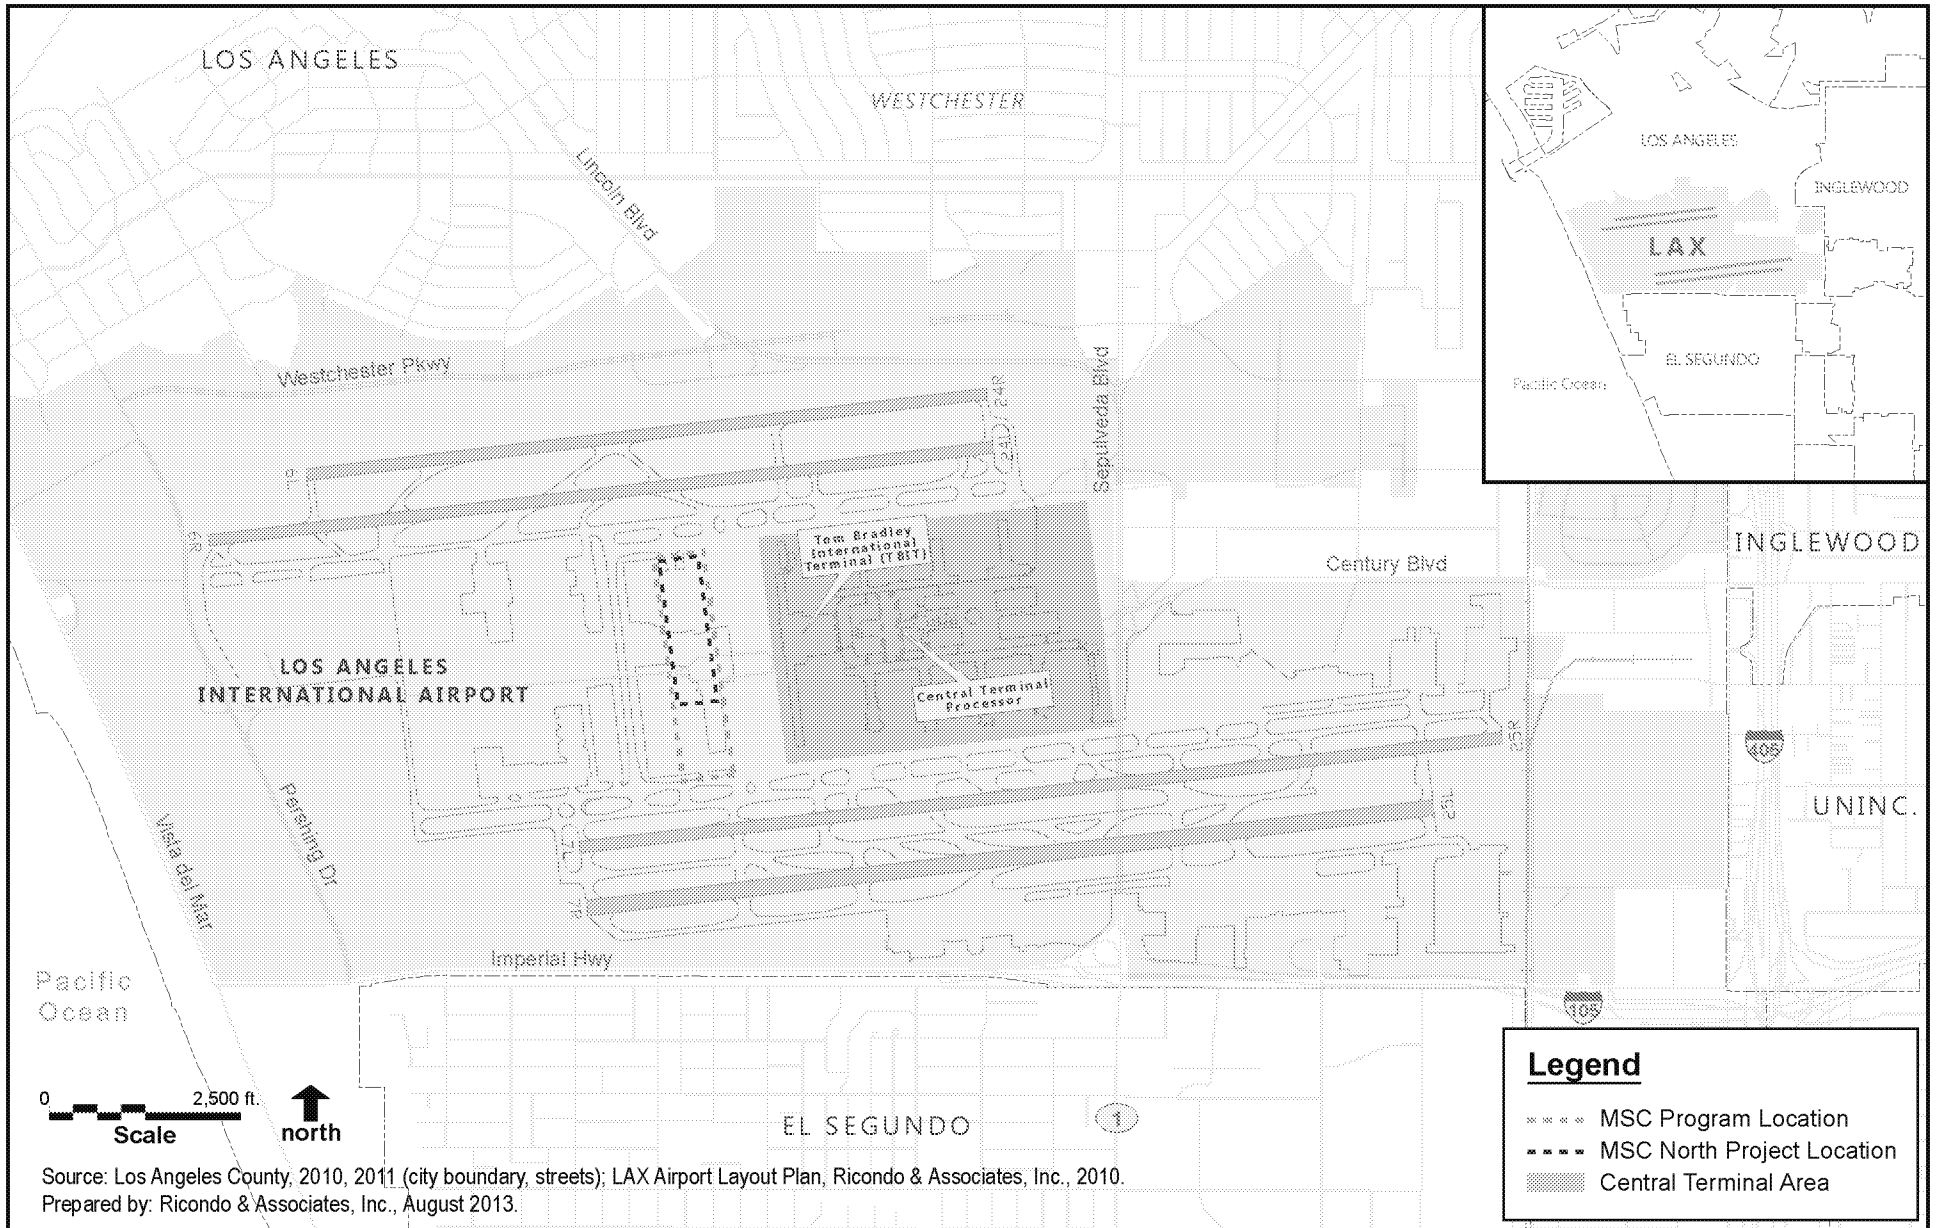 LOS ANGELES
WESTCHESTER
Lincoln Blvd
Westchester Pkwy
Sepulveda Blvd
24R
24L
6L
6R
Tom Bradley
International
Terminal (TBIT)
Century Blvd
LOS ANGELES
INTERNATIONAL AIRPORT
Central Terminal
Processor
25R
25L
7L
7R
Pershing Dr
Vista del Mar
Imperial Hwy
Pacific
Ocean
INGLEWOOD
405
UNINC.
105
EL SEGUNDO
1
LOS ANGELES
INGLEWOOD
LAX
EL SEGUNDO
Pacific Ocean
0 2,500 ft.
Scale
north
Legend
MSC Program Location
MSC North Project Location
Central Terminal Area
Source: Los Angeles County, 2010, 2011 (city boundary, streets); LAX Airport Layout Plan, Ricondo & Associates, Inc., 2010.
Prepared by: Ricondo & Associates, Inc., August 2013.